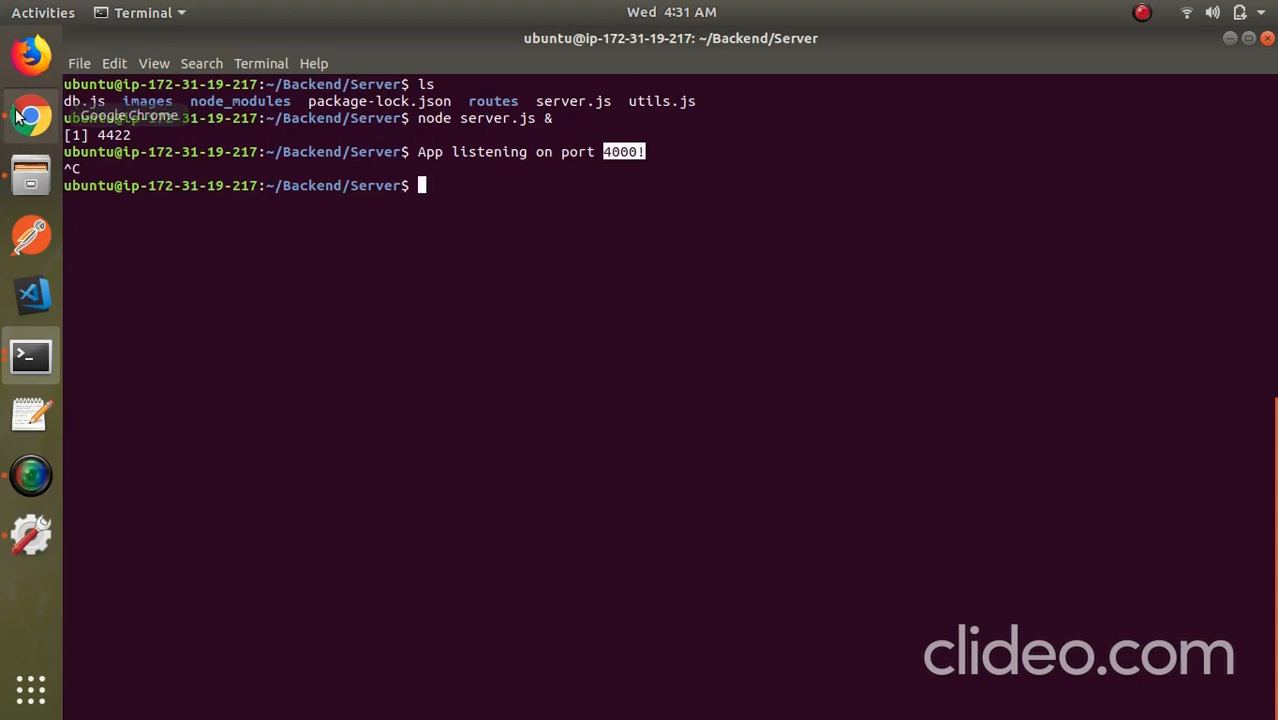 Activities Terminal Wed 4:31 AM
ubuntu@ip-172-31-19-217: ~/Backend/Server
File Edit View Search Terminal Help
ubuntu@ip-172-31-19-217:~/Backend/Server$ ls
db.js images node_modules package-lock.json routes server.js utils.js
Google Chrome
ubuntu@ip-172-31-19-217:~/Backend/Server$ node server.js &
[1] 4422
ubuntu@ip-172-31-19-217:~/Backend/Server$ App listening on port 4000!
^C
ubuntu@ip-172-31-19-217:~/Backend/Server$
clideo.com